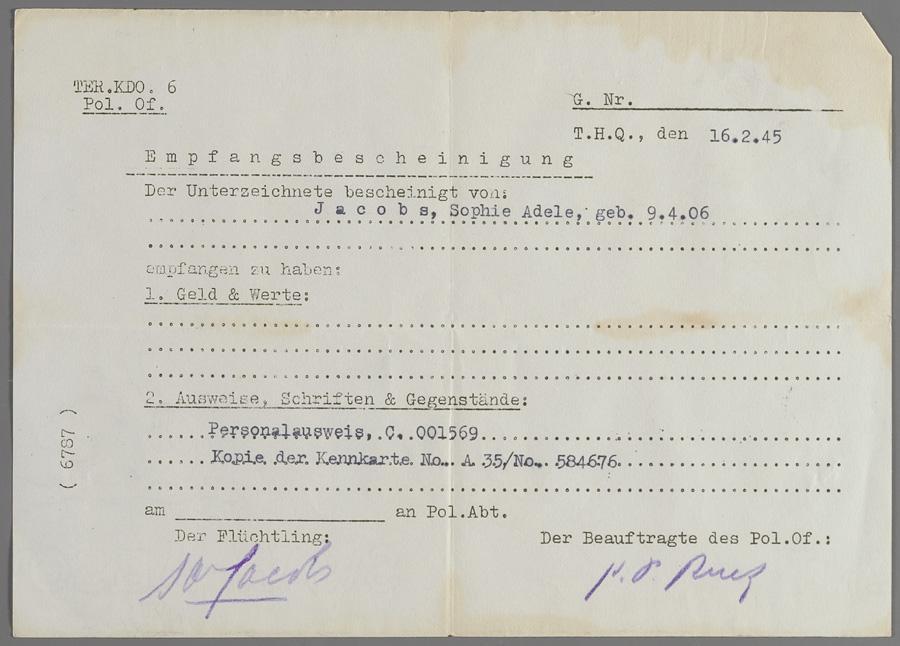 TER.KDO. 6
Pol. Of.
G. Nr.
T.H.Q., den 16.2.45
Empfangsbescheinigung
Der Unterzeichnete bescheinigt von:
Jacobs, Sophie Adele, geb. 9.4.06
empfangen zu haben:
1. Geld & Werte:
2. Ausweise, Schriften & Gegenstände:
Personalausweis, C. 001569
Kopie der Kennkarte No. A 35/No. 584676
( 6787 )
am an Pol.Abt.
Der Flüchtling: Der Beauftragte des Pol.Of.:
Jacobs